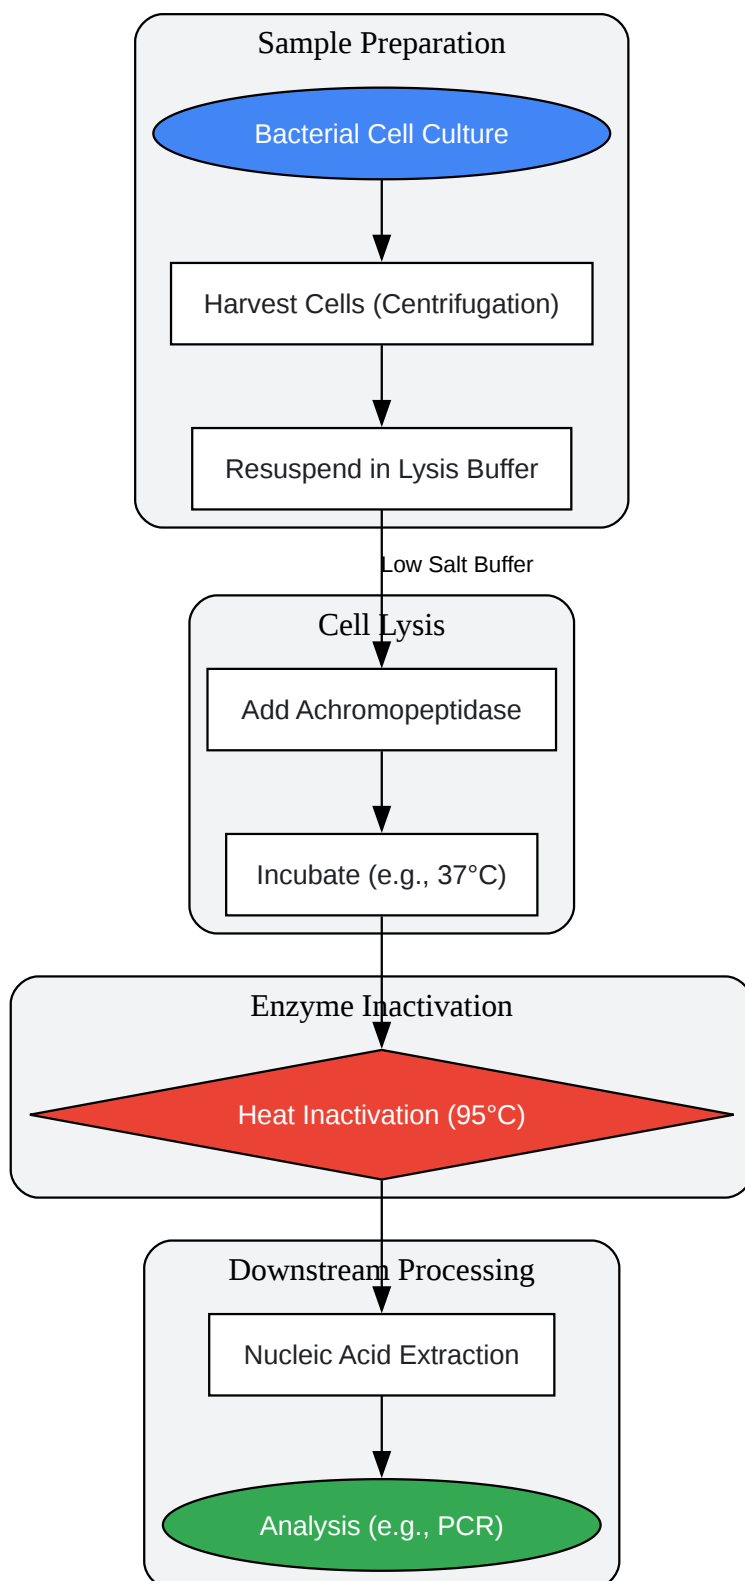 Sample Preparation
Bacterial Cell Culture
Harvest Cells (Centrifugation)
Resuspend in Lysis Buffer
Low Salt Buffer
Cell Lysis
Add Achromopeptidase
Incubate (e.g., 37°C)
Enzyme Inactivation
Heat Inactivation (95°C)
Downstream Processing
Nucleic Acid Extraction
Analysis (e.g., PCR)